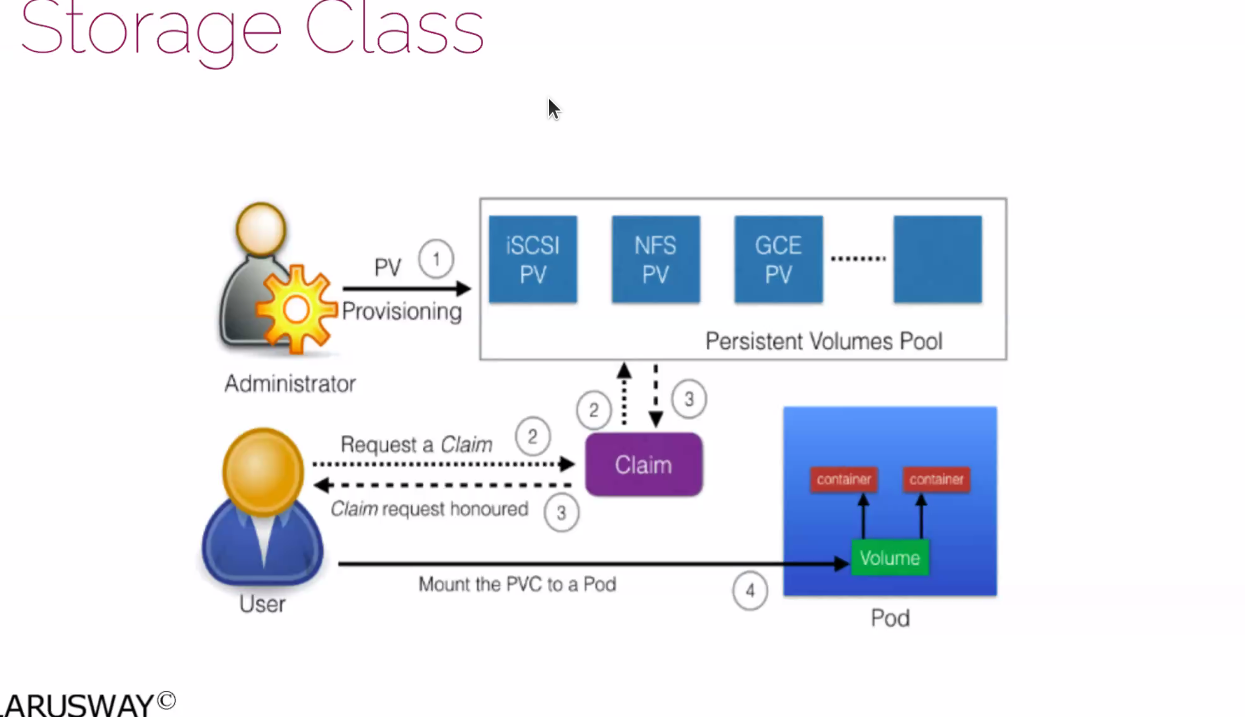 Storage Class
PV
1
Provisioning
Administrator
iSCSI
PV
NFS
PV
GCE
PV
Persistent Volumes Pool
2
3
Request a Claim
2
Claim
Claim request honoured
3
User
Mount the PVC to a Pod
4
container
container
Volume
Pod
LARUSWAY©